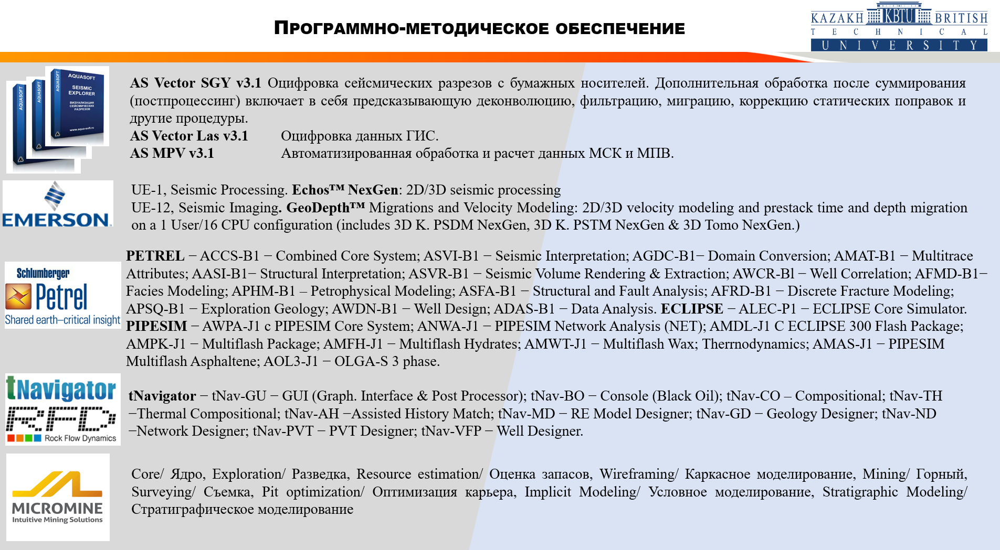 ПРОГРАММНО-МЕТОДИЧЕСКОЕ ОБЕСПЕЧЕНИЕ
KAZAKH KBTU BRITISH
TECHNICAL
UNIVERSITY
AQUASOFT
AQUASOFT
AQUASOFT
AQUASOFT
SEISMIC
EXPLORER
ВИЗУАЛИЗАЦИЯ
СЕЙСМИЧЕСКИХ
РАЗРЕЗОВ
www.aqua-soft.ru
AS Vector SGY v3.1 Оцифровка сейсмических разрезов с бумажных носителей. Дополнительная обработка после суммирования
(постпроцессинг) включает в себя предсказывающую деконволюцию, фильтрацию, миграцию, коррекцию статических поправок и
другие процедуры.
AS Vector Las v3.1 Оцифровка данных ГИС.
AS MPV v3.1 Автоматизированная обработка и расчет данных МСК и МПВ.
EMERSON.
UE-1, Seismic Processing. Echos™ NexGen: 2D/3D seismic processing
UE-12, Seismic Imaging. GeoDepth™ Migrations and Velocity Modeling: 2D/3D velocity modeling and prestack time and depth migration
on a 1 User/16 CPU configuration (includes 3D K. PSDM NexGen, 3D K. PSTM NexGen & 3D Tomo NexGen.)
Schlumberger
Petrel
Shared earth–critical insight
PETREL − ACCS-B1 − Combined Core System; ASVI-B1 − Seismic Interpretation; AGDC-B1− Domain Conversion; AMAT-B1 − Multitrace
Attributes; AASI-B1− Structural Interpretation; ASVR-B1 − Seismic Volume Rendering & Extraction; AWCR-Bl − Well Correlation; AFMD-B1−
Facies Modeling; APHM-B1 – Petrophysical Modeling; ASFA-B1 − Structural and Fault Analysis; AFRD-B1 − Discrete Fracture Modeling;
APSQ-B1 − Exploration Geology; AWDN-B1 − Well Design; ADAS-B1 − Data Analysis. ECLIPSE − ALEC-P1 − ECLIPSE Core Simulator.
PIPESIM − AWPA-J1 с PIPESIM Core System; ANWA-J1 − PIPESIM Network Analysis (NET); AMDL-J1 С ECLIPSE 300 Flash Package;
AMPK-J1 − Multiflash Package; AMFH-J1 − Multiflash Hydrates; AMWT-J1 − Multiflash Wax; Therrnodynamics; AMAS-J1 − PIPESIM
Multiflash Asphaltene; AOL3-J1 − OLGA-S 3 phase.
tNavigator
RFD
Rock Flow Dynamics
tNavigator − tNav-GU − GUI (Graph. Interface & Post Processor); tNav-BO − Console (Black Oil); tNav-CO – Compositional; tNav-TH
−Thermal Compositional; tNav-AH −Assisted History Match; tNav-MD − RE Model Designer; tNav-GD − Geology Designer; tNav-ND
−Network Designer; tNav-PVT − PVT Designer; tNav-VFP − Well Designer.
MICROMINE
Intuitive Mining Solutions
Core/ Ядро, Exploration/ Разведка, Resource estimation/ Оценка запасов, Wireframing/ Каркасное моделирование, Mining/ Горный,
Surveying/ Съемка, Pit optimization/ Оптимизация карьера, Implicit Modeling/ Условное моделирование, Stratigraphic Modeling/
Стратиграфическое моделирование